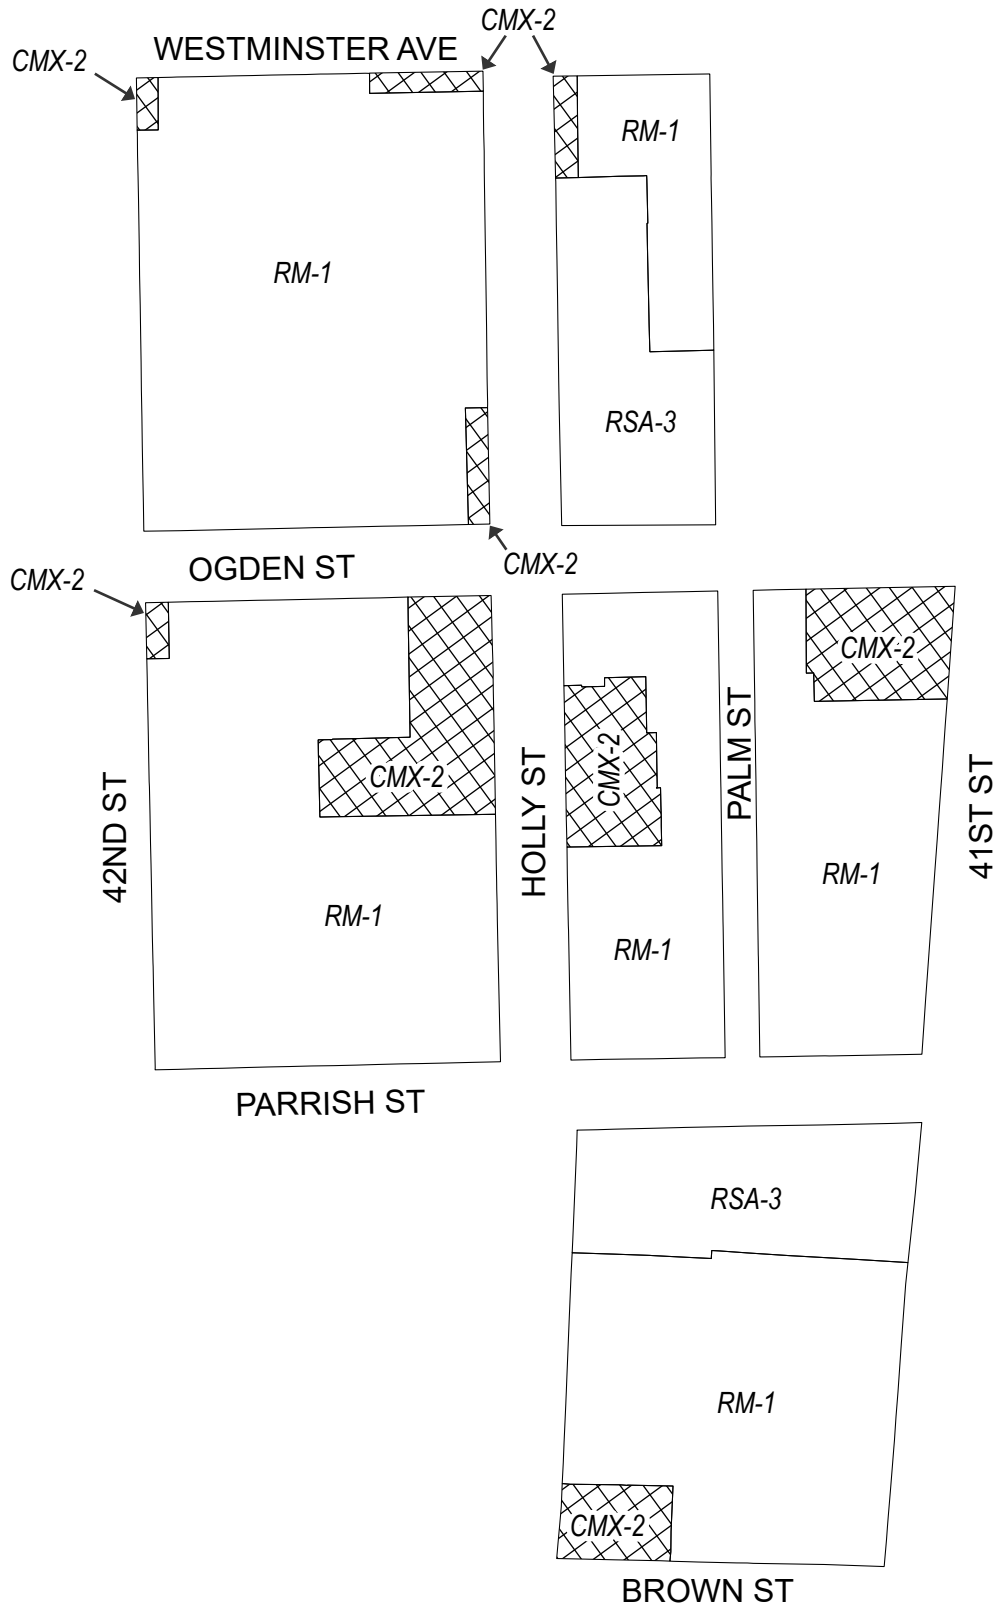 CMX-2
WESTMINSTER AVE
CMX-2
RM-1
RM-1
RSA-3
CMX-2
OGDEN ST
CMX-2
CMX-2
CMX-2
CMX-2
42ND ST
HOLLY ST
PALM ST
41ST ST
RM-1
RM-1
RM-1
PARRISH ST
RSA-3
RM-1
CMX-2
BROWN ST